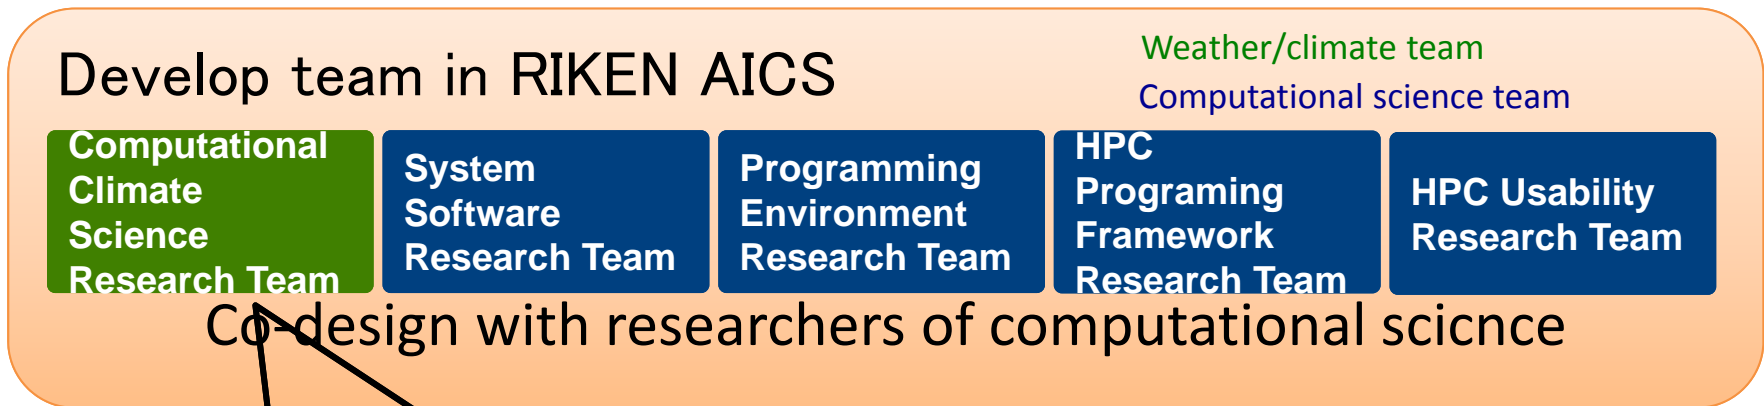 Develop team in RIKEN AICS
Weather/climate team
Computational science team
Computational
Climate
Science
Research Team
System
Software
Research Team
Programming
Environment
Research Team
HPC
Programing
Framework
Research Team
HPC Usability
Research Team
Co-design with researchers of computational scicnce